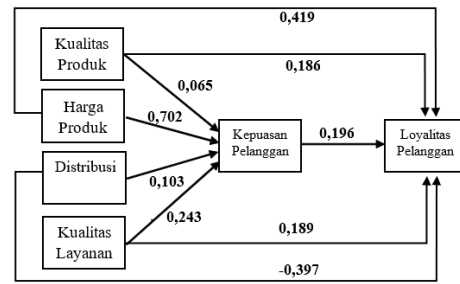 0,419
Kualitas
Produk
0,186
0,065
Harga
Produk
0,702
Kepuasan
Pelanggan
0,196
Loyalitas
Pelanggan
Distribusi
0,103
0,243
Kualitas
Layanan
0,189
-0,397